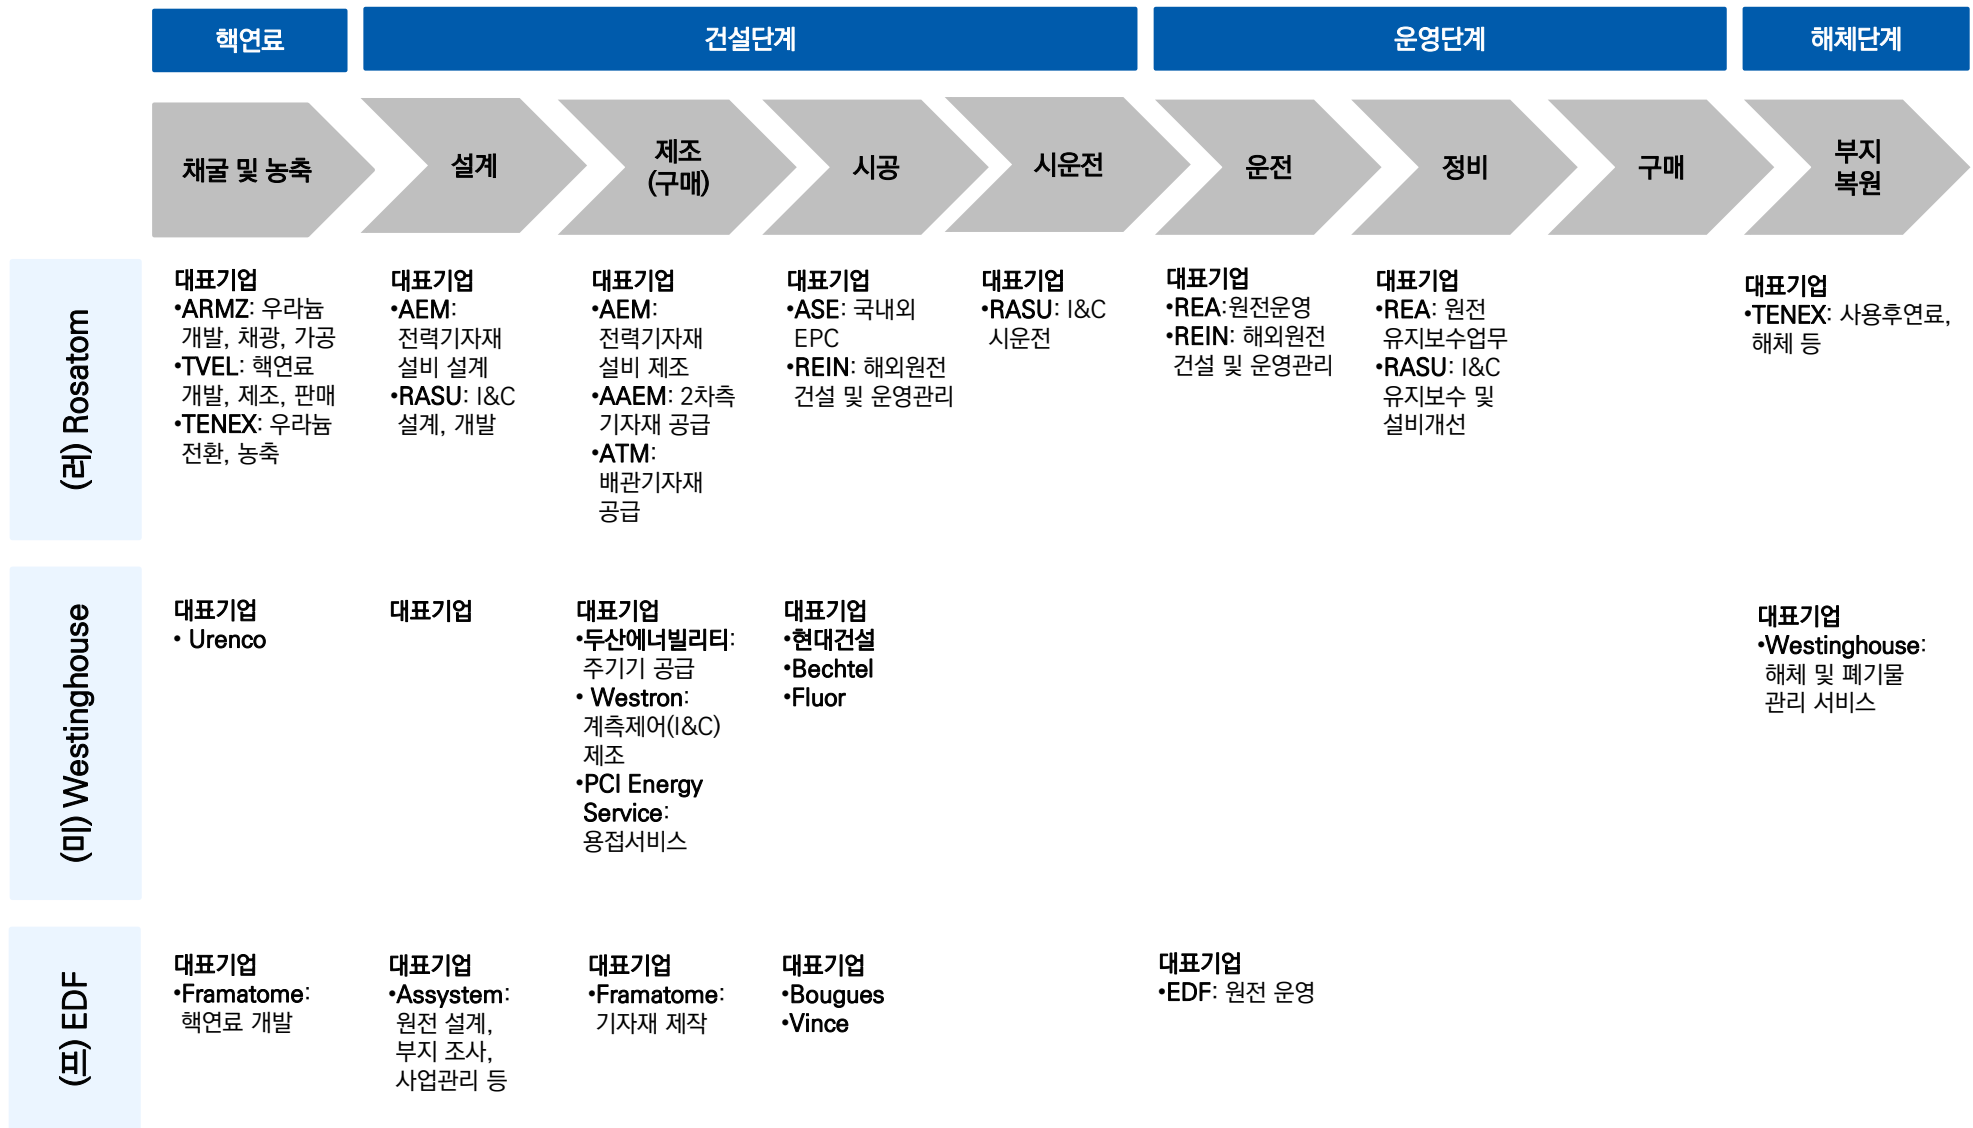 핵연료
건설단계
운영단계
해체단계
채굴 및 농축
설계
제조
(구매)
시공
시운전
운전
정비
구매
부지
복원
(러) Rosatom
대표기업
•ARMZ: 우라늄
개발, 채광, 가공
•TVEL: 핵연료
개발, 제조, 판매
•TENEX: 우라늄
전환, 농축
대표기업
•AEM:
전력기자재
설비 설계
•RASU: I&C
설계, 개발
대표기업
•AEM:
전력기자재
설비 제조
•AAEM: 2차측
기자재 공급
•ATM:
배관기자재
공급
대표기업
•ASE: 국내외
EPC
•REIN: 해외원전
건설 및 운영관리
대표기업
•RASU: I&C
시운전
대표기업
•REA:원전운영
•REIN: 해외원전
건설 및 운영관리
대표기업
•REA: 원전
유지보수업무
•RASU: I&C
유지보수 및
설비개선
대표기업
•TENEX: 사용후연료,
해체 등
(미) Westinghouse
대표기업
• Urenco
대표기업
대표기업
•두산에너빌리티:
주기기 공급
• Westron:
계측제어(I&C)
제조
•PCI Energy
Service:
용접서비스
대표기업
•현대건설
•Bechtel
•Fluor
대표기업
•Westinghouse:
해체 및 폐기물
관리 서비스
(프) EDF
대표기업
•Framatome:
핵연료 개발
대표기업
•Assystem:
원전 설계,
부지 조사,
사업관리 등
대표기업
•Framatome:
기자재 제작
대표기업
•Bougues
•Vince
대표기업
•EDF: 원전 운영